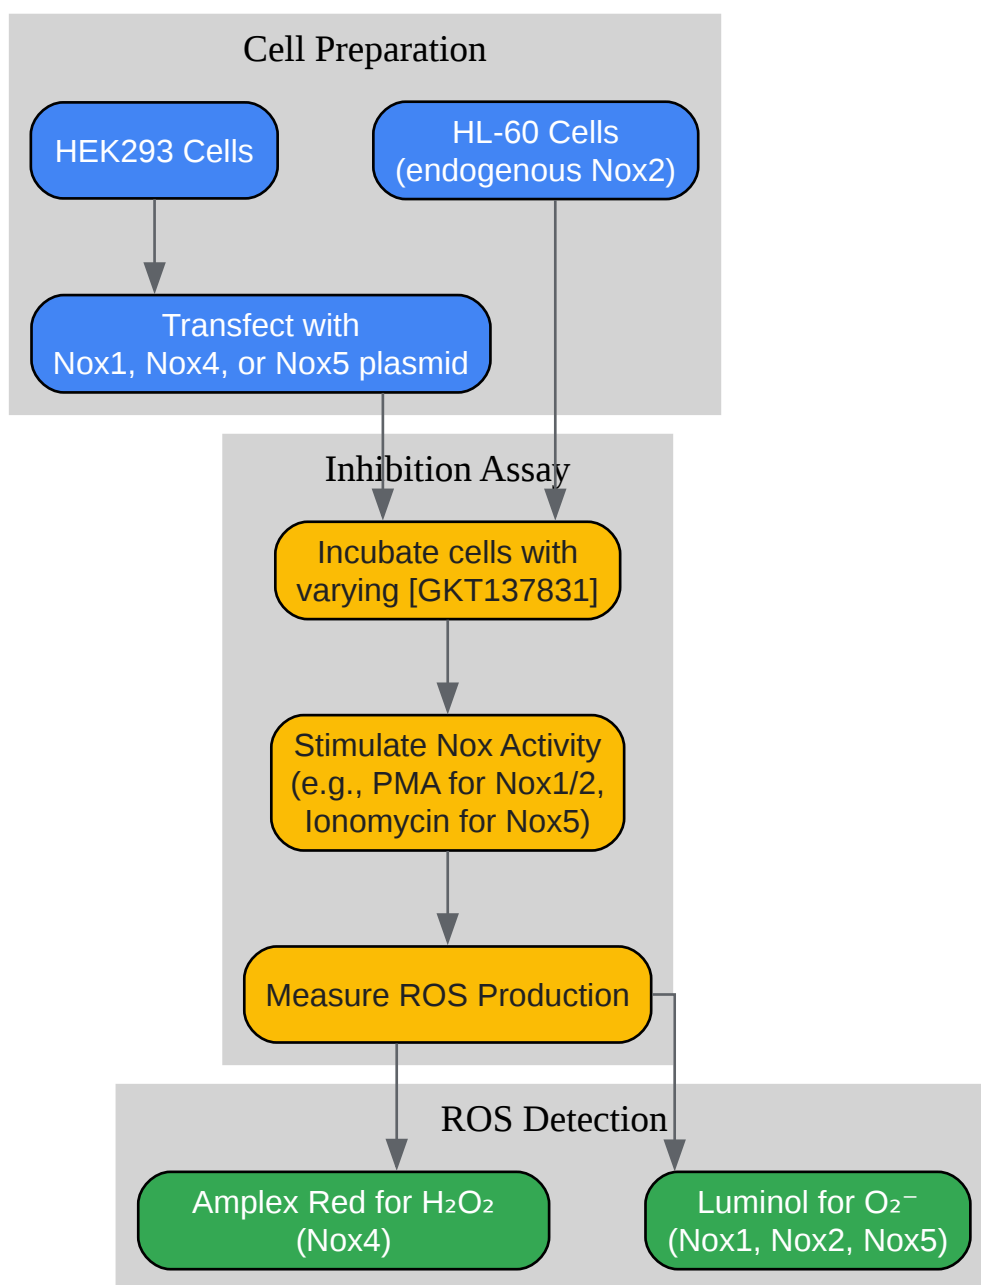 Cell Preparation
HEK293 Cells
HL-60 Cells
(endogenous Nox2)
Transfect with
Nox1, Nox4, or Nox5 plasmid
Inhibition Assay
Incubate cells with
varying [GKT137831]
Stimulate Nox Activity
(e.g., PMA for Nox1/2,
Ionomycin for Nox5)
Measure ROS Production
ROS Detection
Amplex Red for H₂O₂
(Nox4)
Luminol for O₂⁻
(Nox1, Nox2, Nox5)